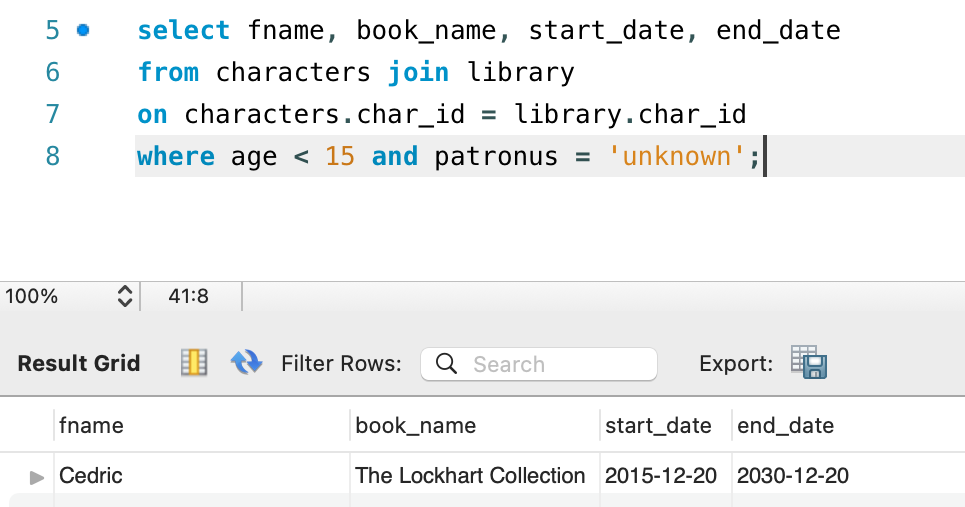 5 select fname, book_name, start_date, end_date
6 from characters join library
7 on characters.char_id = library.char_id
8 where age < 15 and patronus = 'unknown';
100% 41:8
Result Grid Filter Rows: Search Export:
fname book_name start_date end_date
Cedric The Lockhart Collection 2015-12-20 2030-12-20